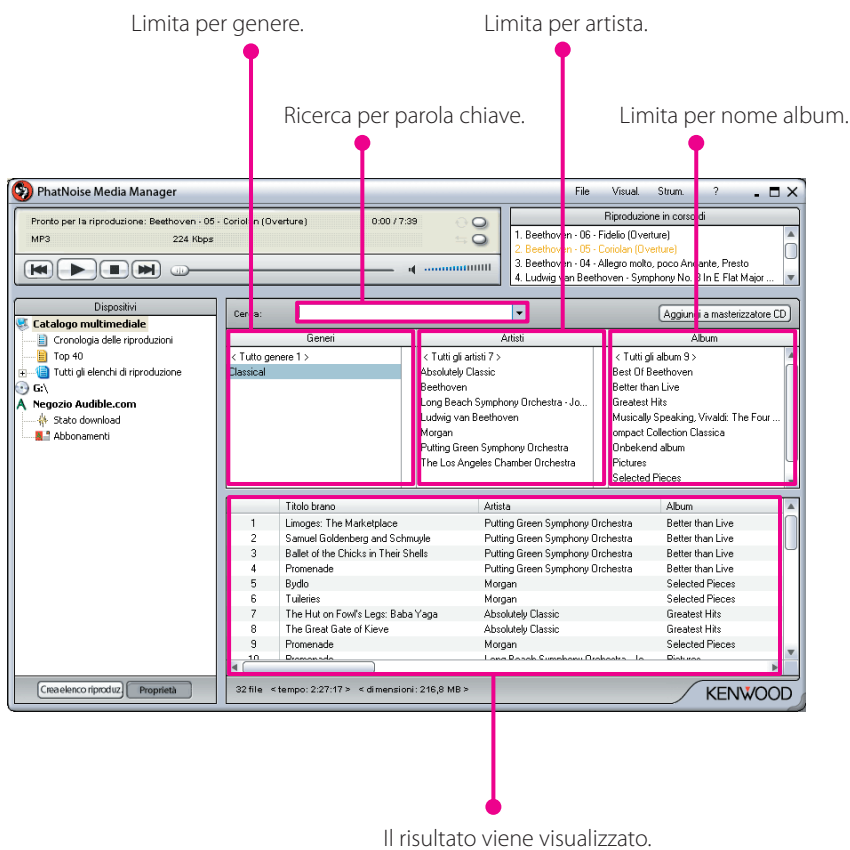 Limita per genere.
Limita per artista.
Ricerca per parola chiave.
Limita per nome album.
PhatNoise Media Manager
File Visual. Strum. ?
Pronto per la riproduzione: Beethoven - 05 - Coriolan (Overture) 0:00 / 7:39
MP3 224 Kbps
Riproduzione in corso di
1. Beethoven - 06 - Fidelio (Overture)
2. Beethoven - 05 - Coriolan (Overture)
3. Beethoven - 04 - Allegro molto, poco Andante, Presto
4. Ludwig van Beethoven - Symphony No. 3 In E Flat Major ...
Dispositivi
Catalogo multimediale
Cronologia delle riproduzioni
Top 40
Tutti gli elenchi di riproduzione
G:\
Negozio Audible.com
Stato download
Abbonamenti
Cerca:
Aggiungi a masterizzatore CD
Generi
< Tutto genere 1 >
Classical
Artisti
< Tutti gli artisti 7 >
Absolutely Classic
Beethoven
Long Beach Symphony Orchestra - Jo...
Ludwig van Beethoven
Morgan
Putting Green Symphony Orchestra
The Los Angeles Chamber Orchestra
Album
< Tutti gli album 9 >
Best Of Beethoven
Better than Live
Greatest Hits
Musically Speaking, Vivaldi: The Four ...
ompact Collection Classica
Onbekend album
Pictures
Selected Pieces
Titolo brano Artista Album
1 Limoges: The Marketplace Putting Green Symphony Orchestra Better than Live
2 Samuel Goldenberg and Schmuyle Putting Green Symphony Orchestra Better than Live
3 Ballet of the Chicks in Their Shells Putting Green Symphony Orchestra Better than Live
4 Promenade Putting Green Symphony Orchestra Better than Live
5 Bydlo Morgan Selected Pieces
6 Tuileries Morgan Selected Pieces
7 The Hut on Fowl's Legs: Baba Yaga Absolutely Classic Greatest Hits
8 The Great Gate of Kieve Absolutely Classic Greatest Hits
9 Promenade Morgan Selected Pieces
10 Promenade Long Beach Symphony Orchestra - Jo... Pictures
Crea elenco riproduz. Proprietà
32 file < tempo: 2:27:17 > < dimensioni: 216,8 MB >
KENWOOD
Il risultato viene visualizzato.